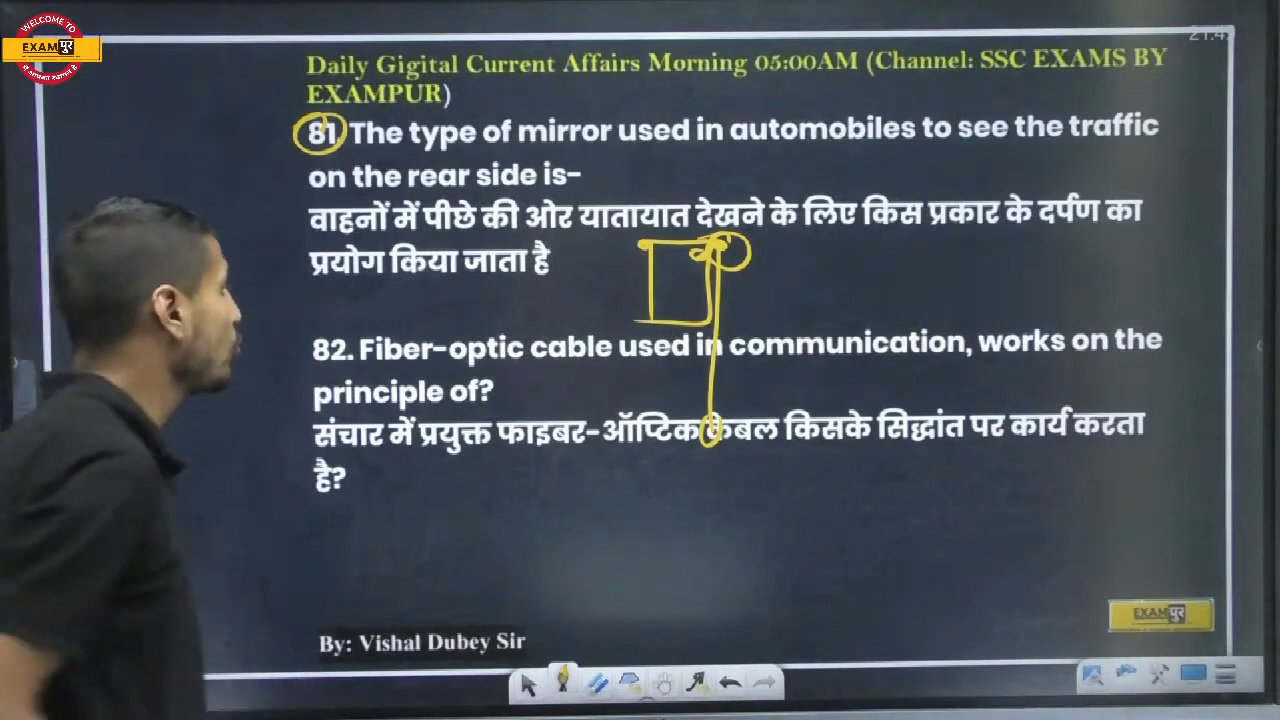 WELCOME TO
EXAMपुर
Daily Gigital Current Affairs Morning 05:00AM (Channel: SSC EXAMS BY
EXAMPUR)
81. The type of mirror used in automobiles to see the traffic
on the rear side is-
वाहनों में पीछे की ओर यातायात देखने के लिए किस प्रकार के दर्पण का
प्रयोग किया जाता है
82. Fiber-optic cable used in communication, works on the
principle of?
संचार में प्रयुक्त फाइबर-ऑप्टिक केबल किसके सिद्धांत पर कार्य करता
है?
EXAMपुर
By: Vishal Dubey Sir